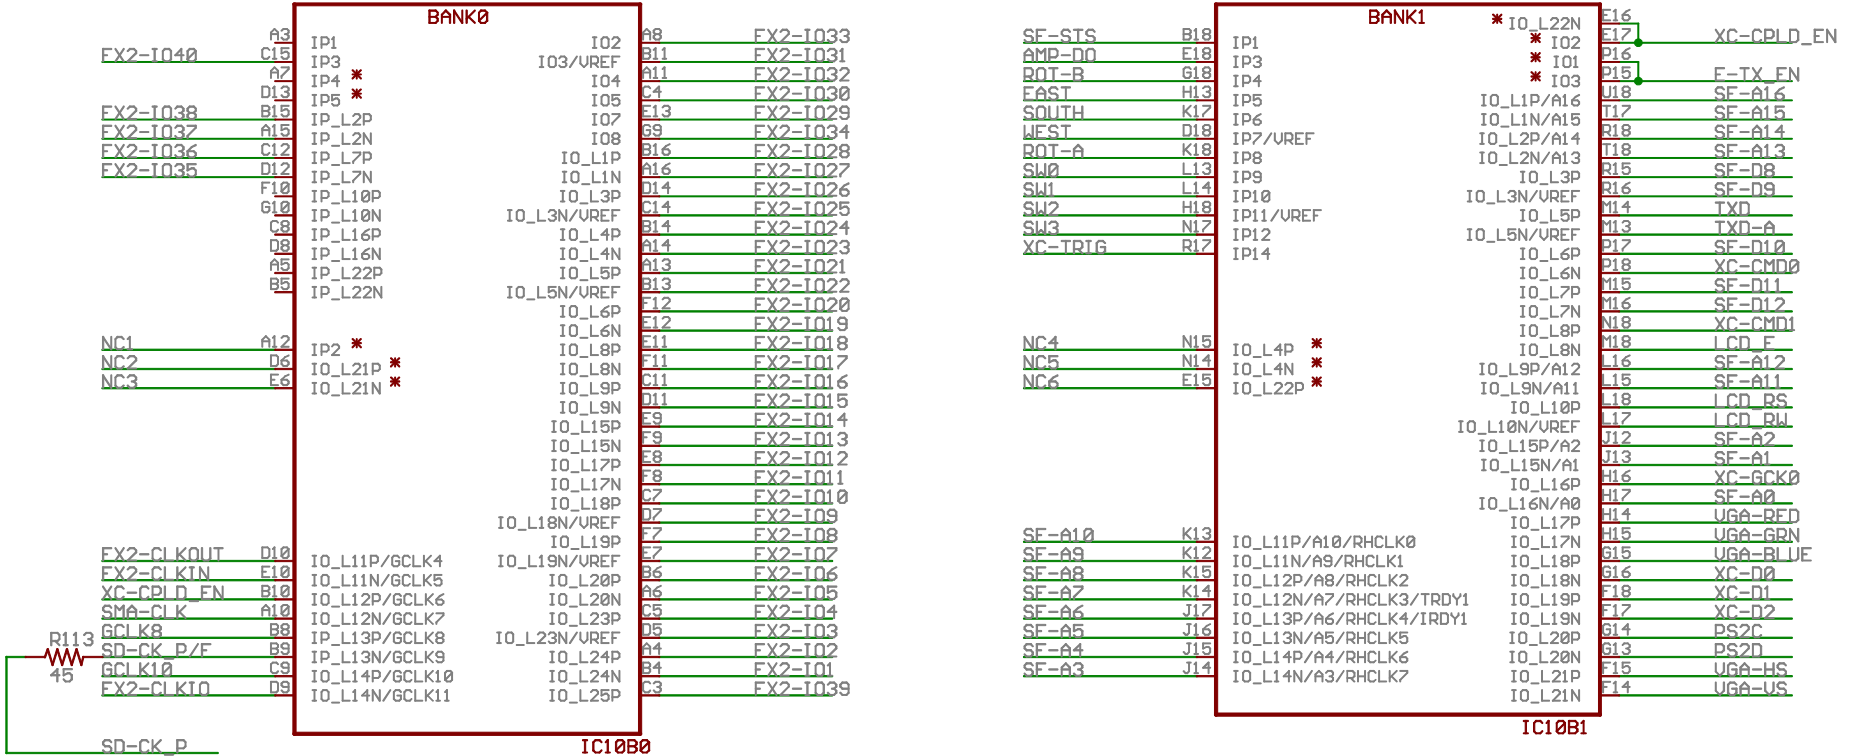 BANK0
A3 IP1 IO2 A8 FX2-IO33
FX2-IO40 C15 IP3 IO3/VREF B11 FX2-IO31
A7 IP4 * IO4 A11 FX2-IO32
D13 IP5 * IO5 C4 FX2-IO30
FX2-IO38 B15 IP_L2P IO7 E13 FX2-IO29
FX2-IO37 A15 IP_L2N IO8 G9 FX2-IO34
FX2-IO36 C12 IP_L7P IO_L1P B16 FX2-IO28
FX2-IO35 D12 IP_L7N IO_L1N A16 FX2-IO27
F10 IP_L10P IO_L3P D14 FX2-IO26
G10 IP_L10N IO_L3N/VREF C14 FX2-IO25
C8 IP_L16P IO_L4P B14 FX2-IO24
D8 IP_L16N IO_L4N A14 FX2-IO23
A5 IP_L22P IO_L5P A13 FX2-IO21
B5 IP_L22N IO_L5N/VREF B13 FX2-IO22
IO_L6P F12 FX2-IO20
IO_L6N E12 FX2-IO19
NC1 A12 IP2 * IO_L8P E11 FX2-IO18
NC2 D6 IO_L21P * IO_L8N F11 FX2-IO17
NC3 E6 IO_L21N * IO_L9P C11 FX2-IO16
IO_L9N D11 FX2-IO15
IO_L15P E9 FX2-IO14
IO_L15N F9 FX2-IO13
IO_L17P E8 FX2-IO12
IO_L17N F8 FX2-IO11
IO_L18P C7 FX2-IO10
IO_L18N/VREF D7 FX2-IO9
IO_L19P F7 FX2-IO8
FX2-CLKOUT D10 IO_L11P/GCLK4 IO_L19N/VREF E7 FX2-IO7
FX2-CLKIN E10 IO_L11N/GCLK5 IO_L20P B6 FX2-IO6
XC-CPLD_EN B10 IO_L12P/GCLK6 IO_L20N A6 FX2-IO5
SMA-CLK A10 IO_L12N/GCLK7 IO_L23P C5 FX2-IO4
GCLK8 B8 IP_L13P/GCLK8 IO_L23N/VREF D5 FX2-IO3
R113 45 SD-CK_P/F B9 IP_L13N/GCLK9 IO_L24P A4 FX2-IO2
GCLK10 C9 IO_L14P/GCLK10 IO_L24N B4 FX2-IO1
FX2-CLKIO D9 IO_L14N/GCLK11 IO_L25P C3 FX2-IO39
SD-CK_P
IC10B0
BANK1
* IO_L22N E16
SF-STS B18 IP1 * IO2 E17 XC-CPLD_EN
AMP-DO E18 IP3 * IO1 P16
ROT-B G18 IP4 * IO3 P15 E-TX_EN
EAST H13 IP5 IO_L1P/A16 U18 SF-A16
SOUTH K17 IP6 IO_L1N/A15 T17 SF-A15
WEST D18 IP7/VREF IO_L2P/A14 R18 SF-A14
ROT-A K18 IP8 IO_L2N/A13 T18 SF-A13
SW0 L13 IP9 IO_L3P R15 SF-D8
SW1 L14 IP10 IO_L3N/VREF R16 SF-D9
SW2 H18 IP11/VREF IO_L5P M14 TXD
SW3 N17 IP12 IO_L5N/VREF M13 TXD-A
XC-TRIG R17 IP14 IO_L6P P17 SF-D10
IO_L6N P18 XC-CMD0
IO_L7P M15 SF-D11
IO_L7N M16 SF-D12
IO_L8P N18 XC-CMD1
NC4 N15 IO_L4P * IO_L8N M18 LCD_E
NC5 N14 IO_L4N * IO_L9P/A12 L16 SF-A12
NC6 E15 IO_L22P * IO_L9N/A11 L15 SF-A11
IO_L10P L18 LCD_RS
IO_L10N/VREF L17 LCD_RW
IO_L15P/A2 J12 SF-A2
IO_L15N/A1 J13 SF-A1
IO_L16P H16 XC-GCK0
IO_L16N/A0 H17 SF-A0
IO_L17P H14 VGA-RED
SF-A10 K13 IO_L11P/A10/RHCLK0 IO_L17N H15 VGA-GRN
SF-A9 K12 IO_L11N/A9/RHCLK1 IO_L18P G15 VGA-BLUE
SF-A8 K15 IO_L12P/A8/RHCLK2 IO_L18N G16 XC-D0
SF-A7 K14 IO_L12N/A7/RHCLK3/TRDY1 IO_L19P F18 XC-D1
SF-A6 J17 IO_L13P/A6/RHCLK4/IRDY1 IO_L19N F17 XC-D2
SF-A5 J16 IO_L13N/A5/RHCLK5 IO_L20P G14 PS2C
SF-A4 J15 IO_L14P/A4/RHCLK6 IO_L20N G13 PS2D
SF-A3 J14 IO_L14N/A3/RHCLK7 IO_L21P F15 VGA-HS
IO_L21N F14 VGA-VS
IC10B1